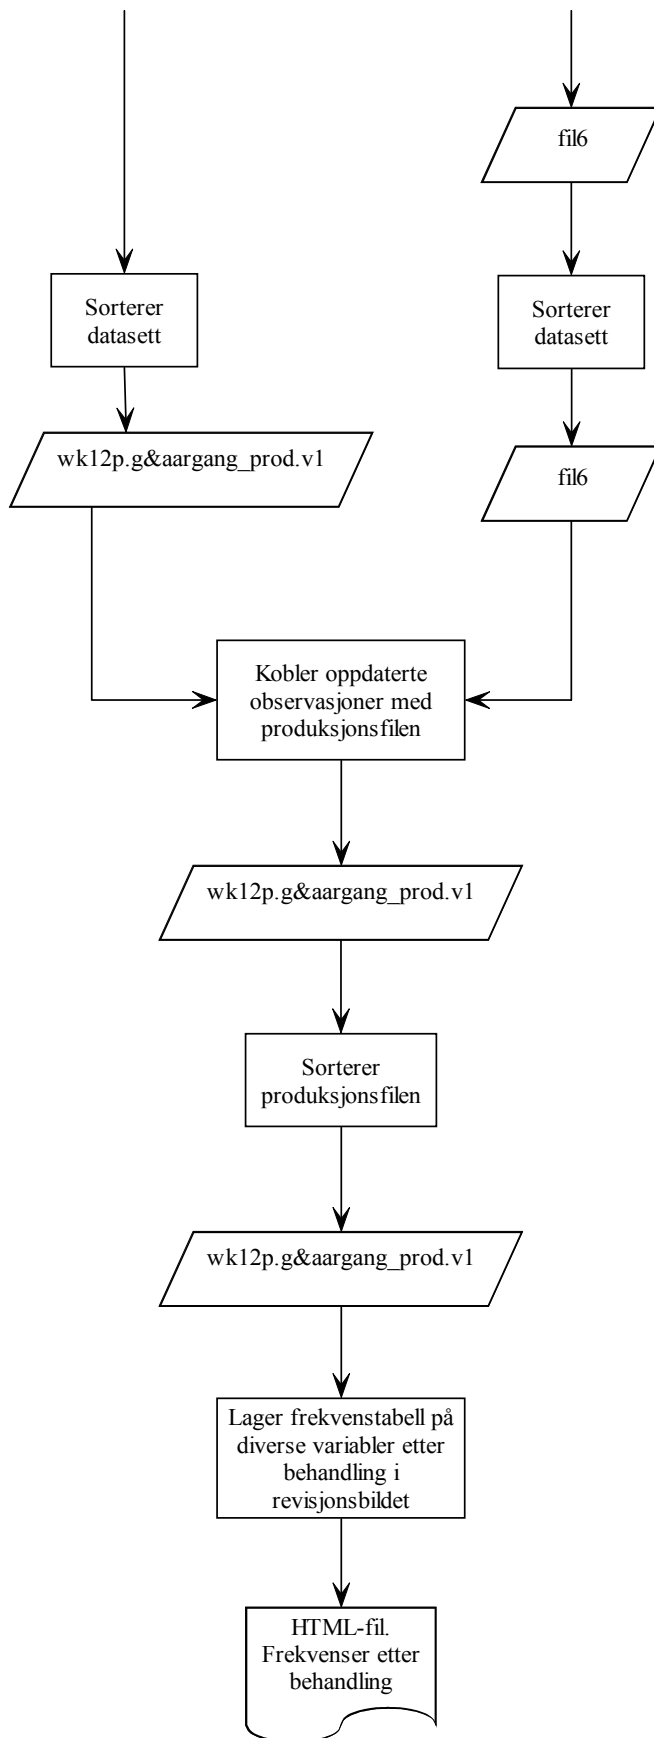 fil6
Sorterer
datasett
Sorterer
datasett
wk12p.g&aargang_prod.v1
fil6
Kobler oppdaterte
observasjoner med
produksjonsfilen
wk12p.g&aargang_prod.v1
Sorterer
produksjonsfilen
wk12p.g&aargang_prod.v1
Lager frekvenstabell på
diverse variabler etter
behandling i
revisjonsbildet
HTML-fil.
Frekvenser etter
behandling